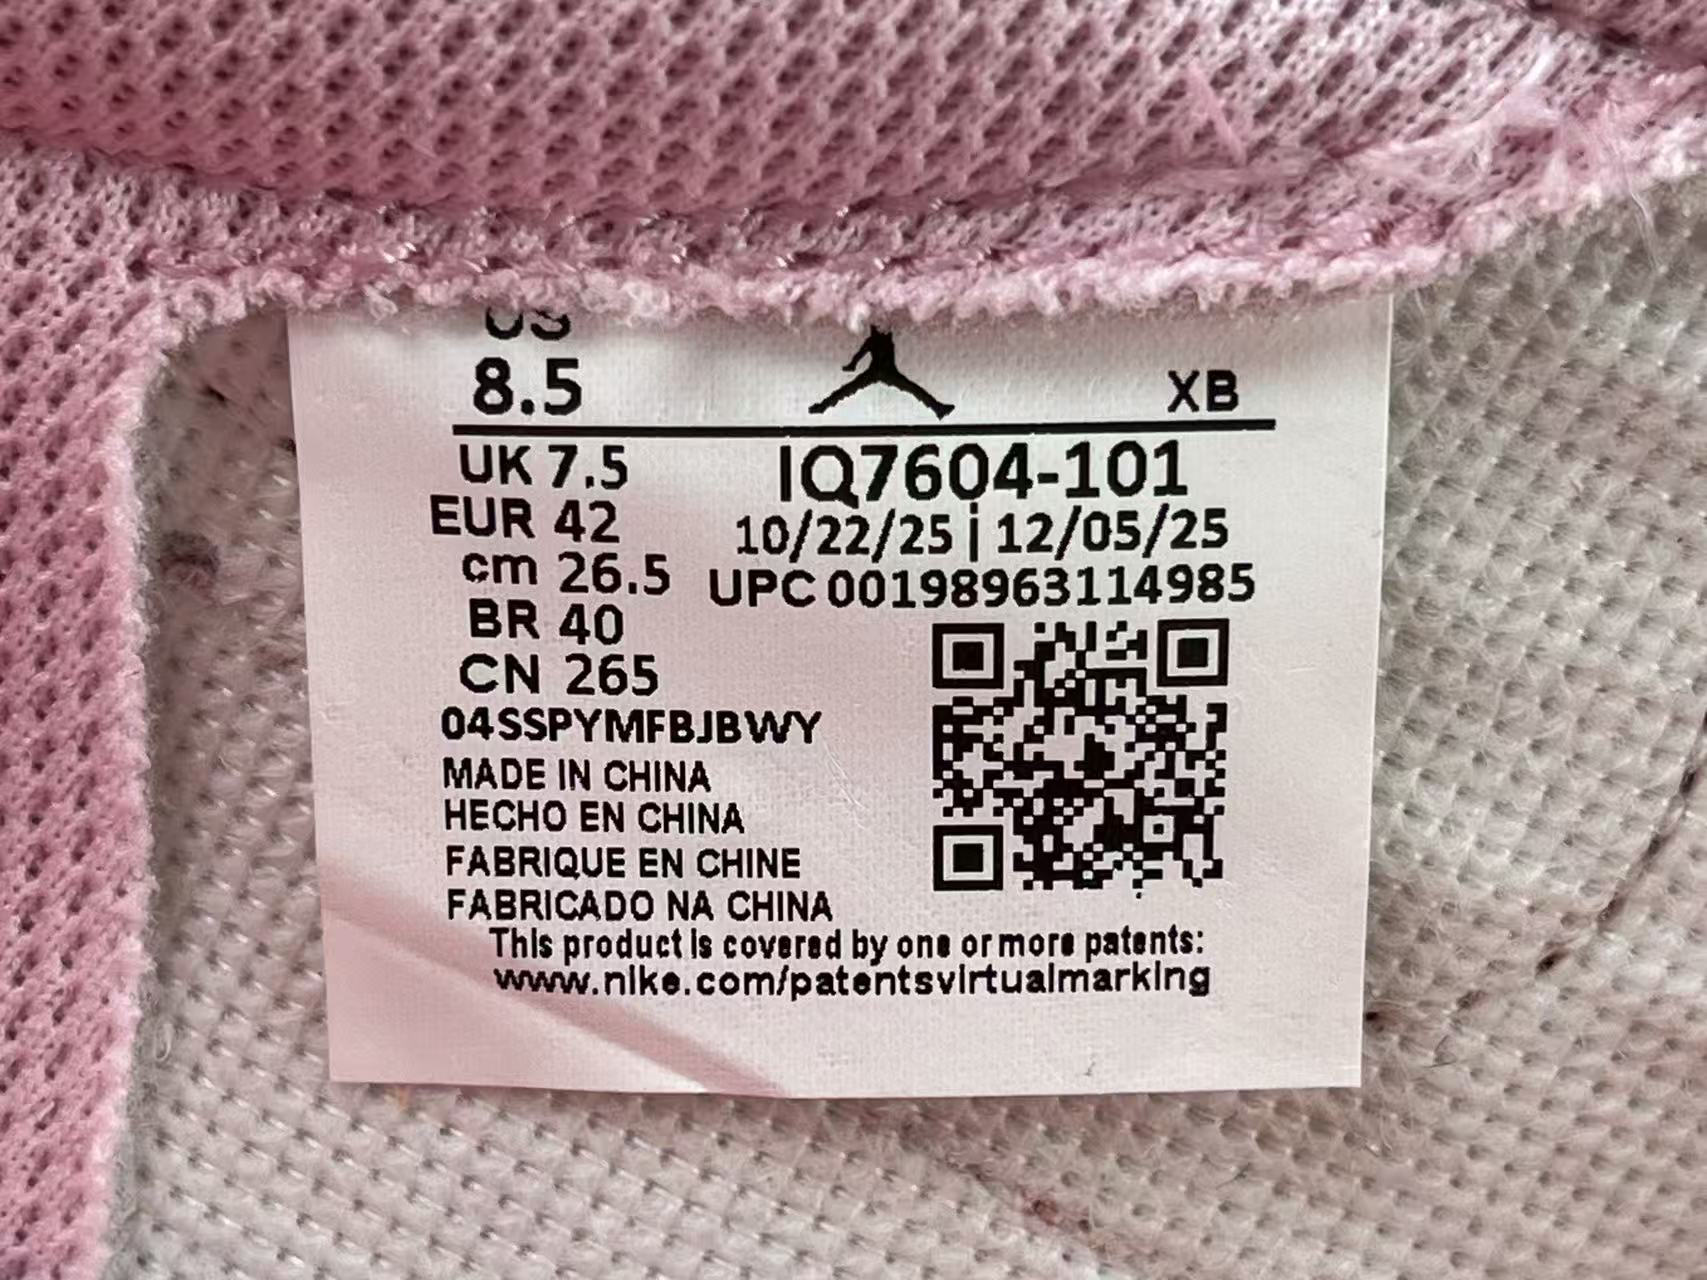 US
8.5
XB
UK 7.5
IQ7604-101
EUR 42
10/22/25 | 12/05/25
cm 26.5
UPC 00198963114985
BR 40
CN 265
04SSPYMFBJBWY
MADE IN CHINA
HECHO EN CHINA
FABRIQUE EN CHINE
FABRICADO NA CHINA
This product is covered by one or more patents:
www.nike.com/patentsvirtualmarking